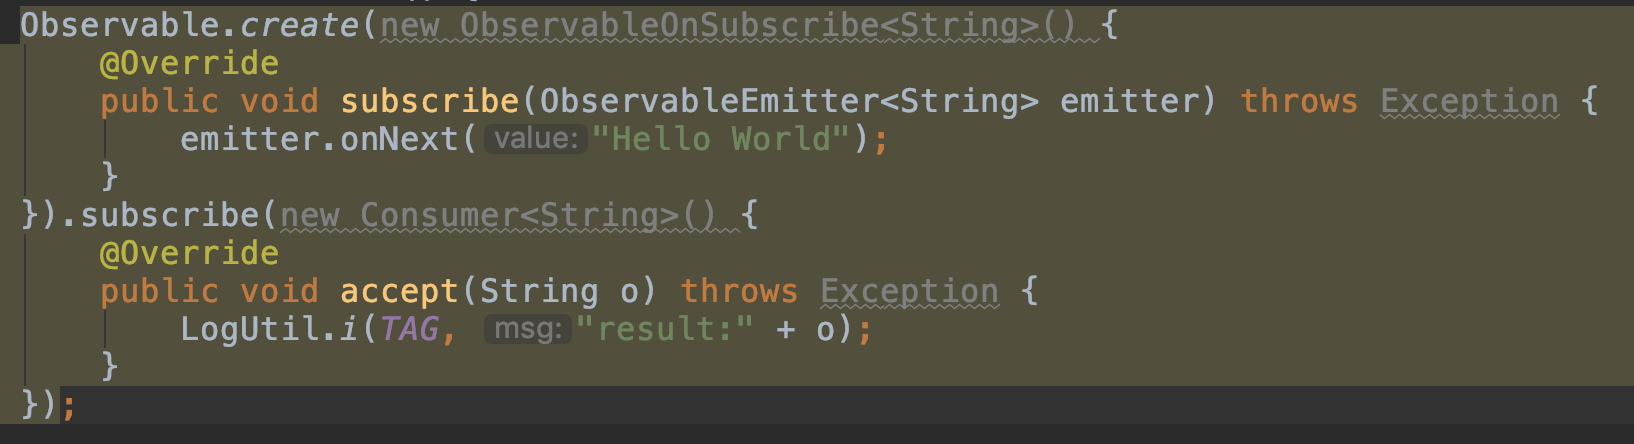 Observable.create(new ObservableOnSubscribe<String>() {
@Override
public void subscribe(ObservableEmitter<String> emitter) throws Exception {
emitter.onNext( value: "Hello World");
}
}).subscribe(new Consumer<String>() {
@Override
public void accept(String o) throws Exception {
LogUtil.i(TAG, msg: "result:" + o);
}
});